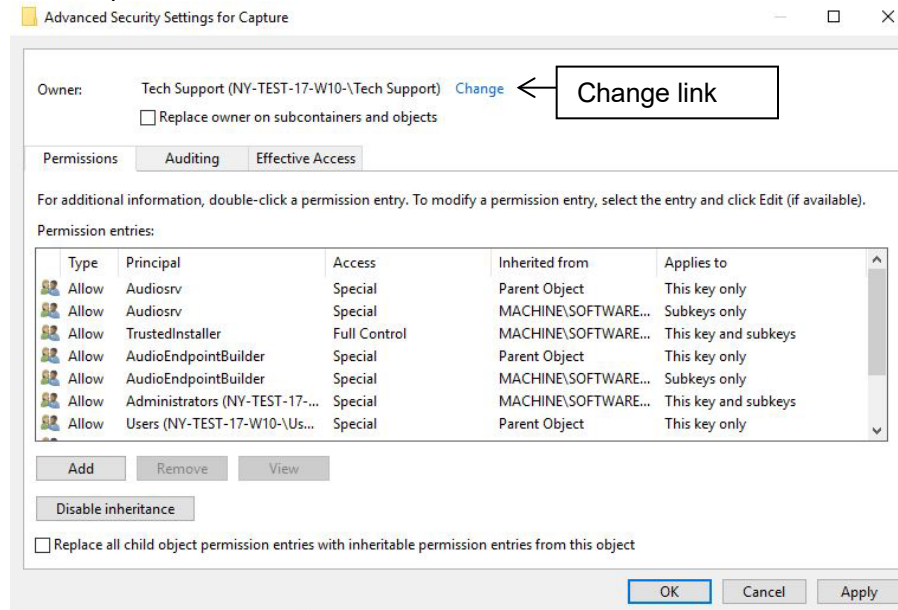 Advanced Security Settings for Capture
Owner: Tech Support (NY-TEST-17-W10-\Tech Support) Change
Change link
Replace owner on subcontainers and objects
Permissions Auditing Effective Access
For additional information, double-click a permission entry. To modify a permission entry, select the entry and click Edit (if available).
Permission entries:
Type Principal Access Inherited from Applies to
Allow Audiosrv Special Parent Object This key only
Allow Audiosrv Special MACHINE\SOFTWARE... Subkeys only
Allow TrustedInstaller Full Control MACHINE\SOFTWARE... This key and subkeys
Allow AudioEndpointBuilder Special Parent Object This key only
Allow AudioEndpointBuilder Special MACHINE\SOFTWARE... Subkeys only
Allow Administrators (NY-TEST-17-... Special MACHINE\SOFTWARE... This key and subkeys
Allow Users (NY-TEST-17-W10-\Us... Special Parent Object This key only
Add Remove View
Disable inheritance
Replace all child object permission entries with inheritable permission entries from this object
OK Cancel Apply